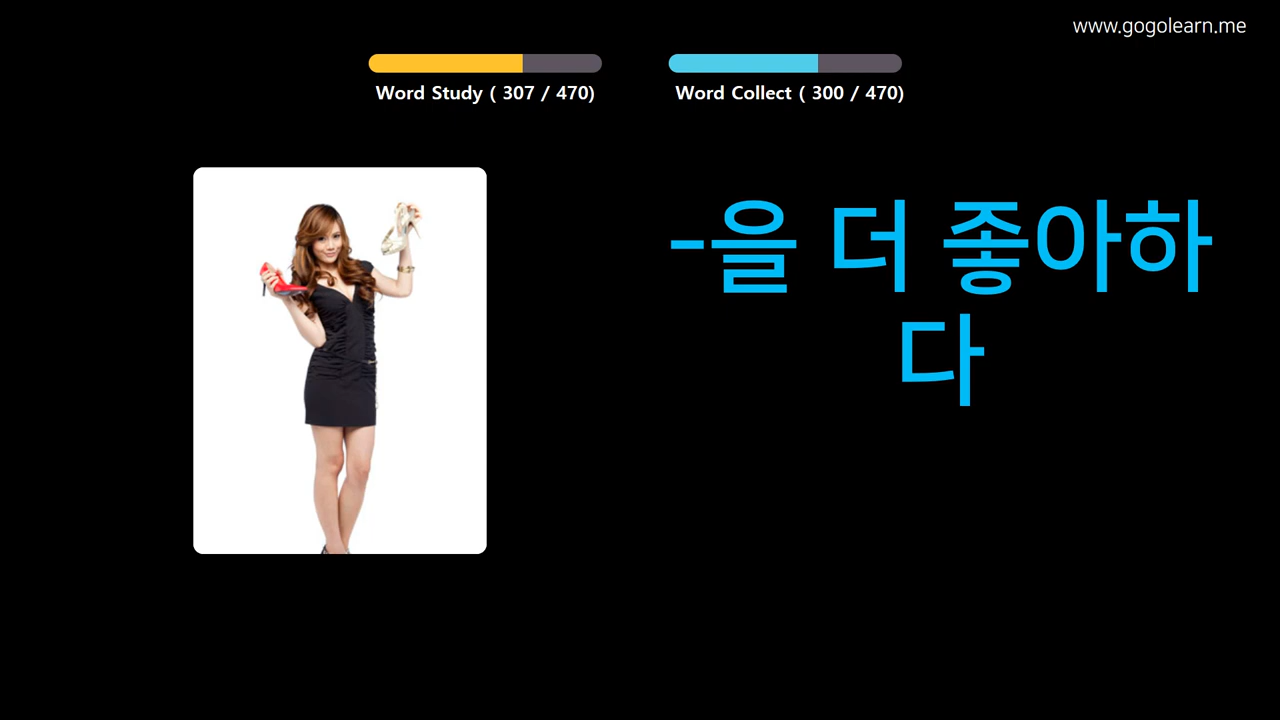 www.gogolearn.me
Word Study ( 307 / 470)
Word Collect ( 300 / 470)
-을 더 좋아하
다